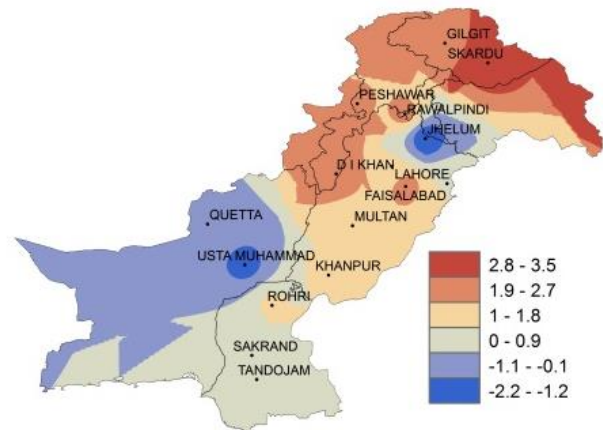 GILGIT
SKARDU
PESHAWAR
RAWALPINDI
JHELUM
D I KHAN
LAHORE
FAISALABAD
QUETTA
MULTAN
USTA MUHAMMAD
KHANPUR
ROHRI
SAKRAND
TANDOJAM
2.8 - 3.5
1.9 - 2.7
1 - 1.8
0 - 0.9
-1.1 - -0.1
-2.2 - -1.2